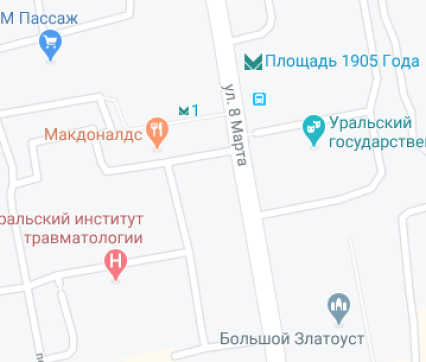 М Пассаж
Площадь 1905 Года
1
ул. 8 Марта
Макдоналдс
Уральский
государстве
ральский институт
травматологии
H
Большой Златоуст